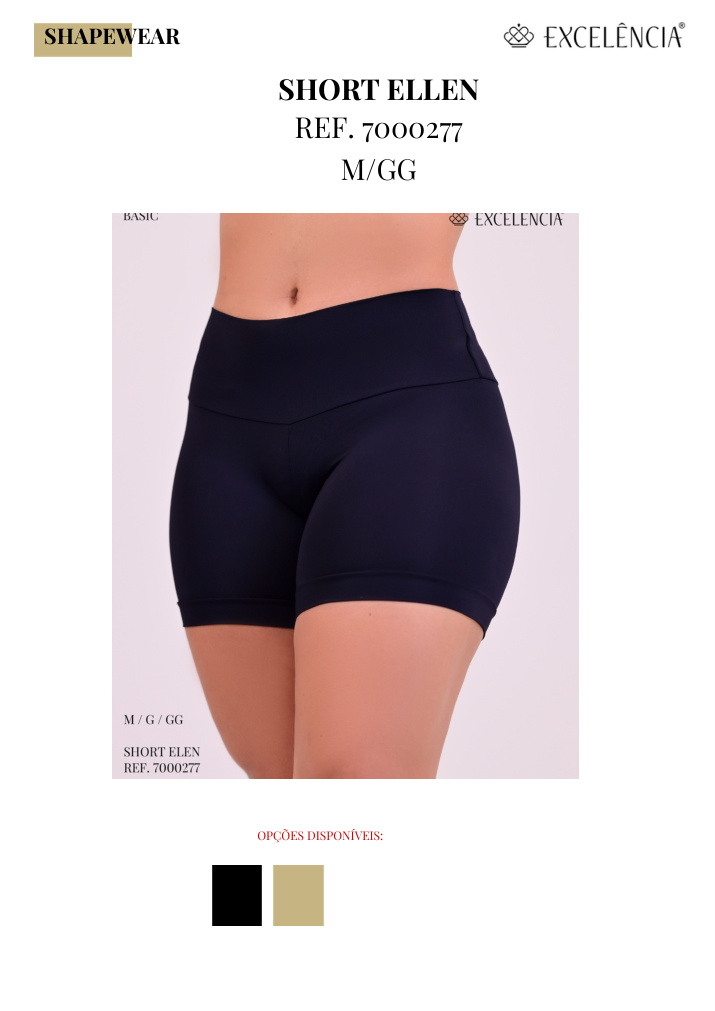 SHAPEWEAR
EXCELÊNCIA®
SHORT ELLEN
REF. 7000277
M/GG
BASIC
EXCELÊNCIA
M / G / GG
SHORT ELEN
REF. 7000277
OPÇÕES DISPONÍVEIS: